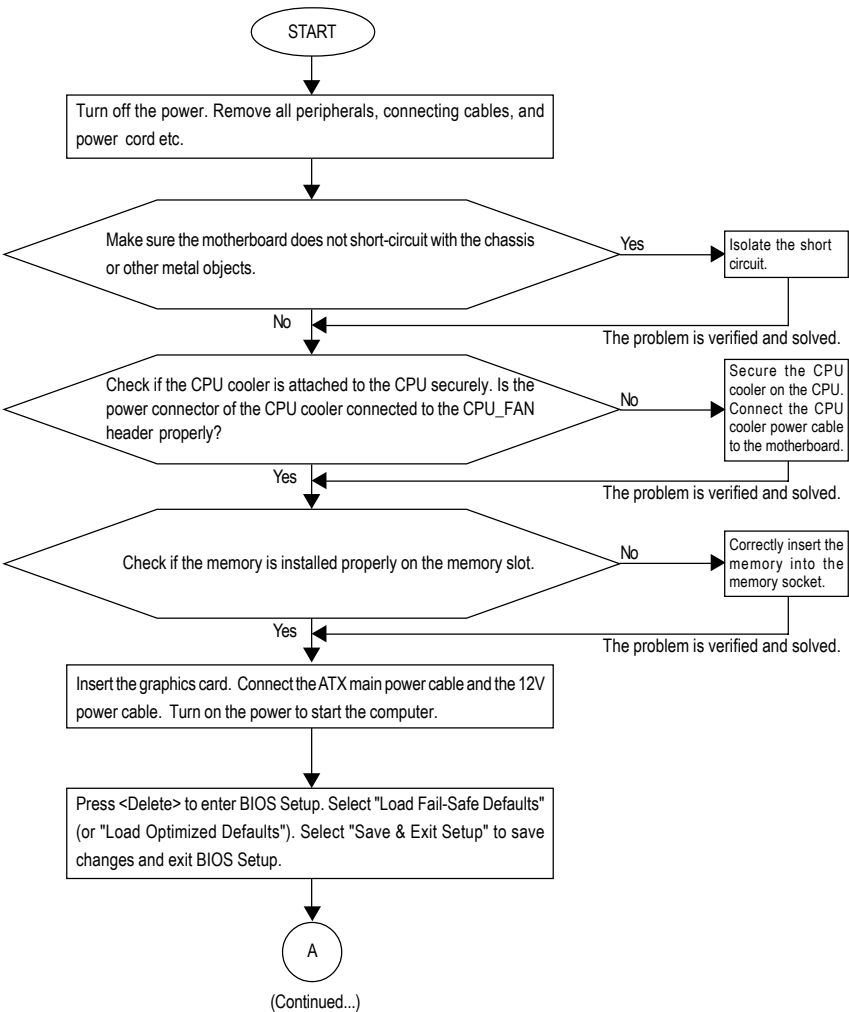 START
Turn off the power. Remove all peripherals, connecting cables, and
power cord etc.
Make sure the motherboard does not short-circuit with the chassis
or other metal objects.
Yes
Isolate the short
circuit.
No
The problem is verified and solved.
Check if the CPU cooler is attached to the CPU securely. Is the
power connector of the CPU cooler connected to the CPU_FAN
header properly?
No
Secure the CPU
cooler on the CPU.
Connect the CPU
cooler power cable
to the motherboard.
Yes
The problem is verified and solved.
Check if the memory is installed properly on the memory slot.
No
Correctly insert the
memory into the
memory socket.
Yes
The problem is verified and solved.
Insert the graphics card. Connect the ATX main power cable and the 12V
power cable. Turn on the power to start the computer.
Press <Delete> to enter BIOS Setup. Select "Load Fail-Safe Defaults"
(or "Load Optimized Defaults"). Select "Save & Exit Setup" to save
changes and exit BIOS Setup.
A
(Continued...)